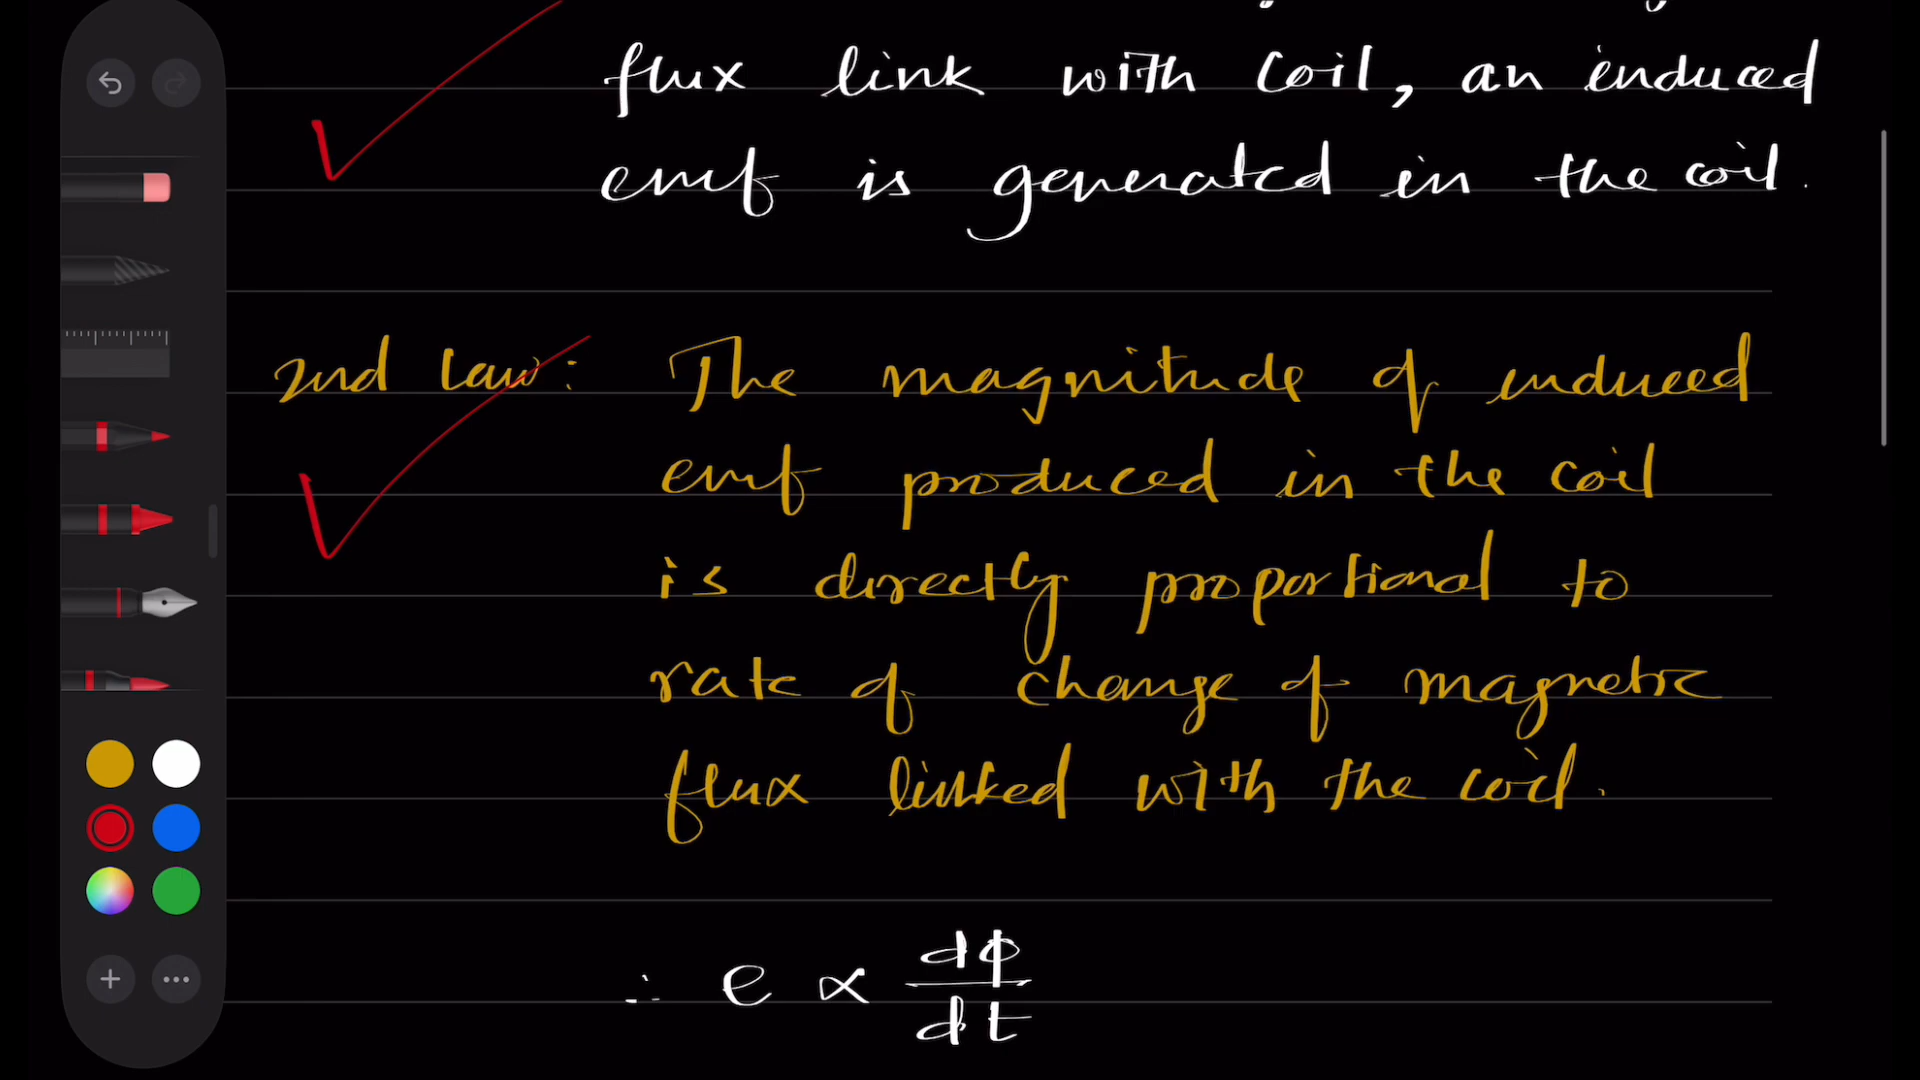 flux link with coil, an induced
emf is generated in the coil.
2nd law: The magnitude of induced
emf produced in the coil
is directly proportional to
rate of change of magnetic
flux linked with the coil.
∴ e ∝ dϕ/dt